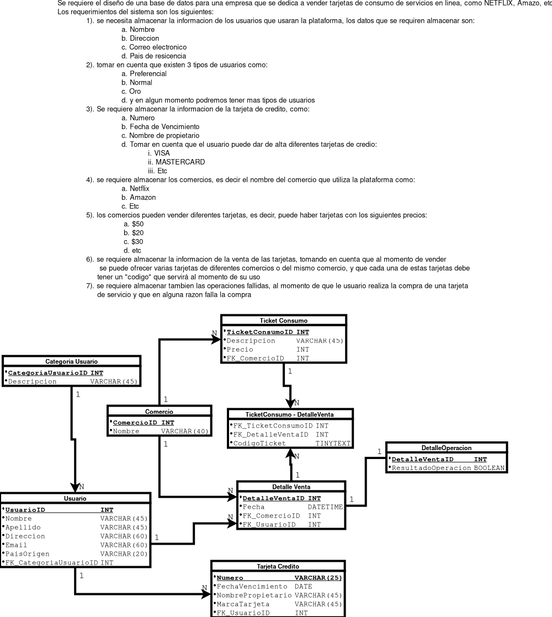 Se requiere el diseño de una base de datos para una empresa que se dedica a vender tarjetas de consumo de servicios en linea, como NETFLIX, Amazo, etc
Los requerimientos del sistema son los siguientes:
1). se necesita almacenar la informacion de los usuarios que usaran la plataforma, los datos que se requiren almacenar son:
a. Nombre
b. Direccion
c. Correo electronico
d. Pais de resicencia
2). tomar en cuenta que existen 3 tipos de usuarios como:
a. Preferencial
b. Normal
c. Oro
d. y en algun momento podremos tener mas tipos de usuarios
3). Se requiere almacenar la informacion de la tarjeta de credito, como:
a. Numero
b. Fecha de Vencimiento
c. Nombre de propietario
d. Tomar en cuenta que el usuario puede dar de alta diferentes tarjetas de credio:
i. VISA
ii. MASTERCARD
iii. Etc
4). se requiere almacenar los comercios, es decir el nombre del comercio que utiliza la plataforma como:
a. Netflix
b. Amazon
c. Etc
5). los comercios pueden vender diferentes tarjetas, es decir, puede haber tarjetas con los siguientes precios:
a. $50
b. $20
c. $30
d. etc
6). se requiere almacenar la informacion de la venta de las tarjetas, tomando en cuenta que al momento de vender
se puede ofrecer varias tarjetas de diferentes comercios o del mismo comercio, y que cada una de estas tarjetas debe
tener un "codigo" que servirá al momento de su uso
7). se requiere almacenar tambien las operaciones fallidas, al momento de que le usuario realiza la compra de una tarjeta
de servicio y que en alguna razon falla la compra
Ticket Consumo
*TicketConsumoID INT
*Descripcion VARCHAR(45)
*Precio INT
*FK_ComercioID INT
N
1
Categoria Usuario
*CategoriaUsuarioID INT
*Descripcion VARCHAR(45)
1
N
Comercio
*ComercioID INT
*Nombre VARCHAR(40)
1
1
N
TicketConsumo - DetalleVenta
*FK_TicketConsumoID INT
*FK_DetalleVentaID INT
*CodigoTicket TINYTEXT
N
1
DetalleOperacion
*DetalleVentaID INT
*ResultadoOperacion BOOLEAN
1
Detalle Venta
*DetalleVentaID INT
*Fecha DATETIME
*FK_ComercioID INT
*FK_UsuarioID INT
N
N
1
Usuario
*UsuarioID INT
*Nombre VARCHAR(45)
*Apellido VARCHAR(45)
*Direccion VARCHAR(60)
*Email VARCHAR(60)
*PaisOrigen VARCHAR(20)
*FK_CategoriaUsuarioID INT
1
1
N
Tarjeta Credito
*Numero VARCHAR(25)
*FechaVencimiento DATE
*NombrePropietario VARCHAR(45)
*MarcaTarjeta VARCHAR(45)
*FK_UsuarioID INT